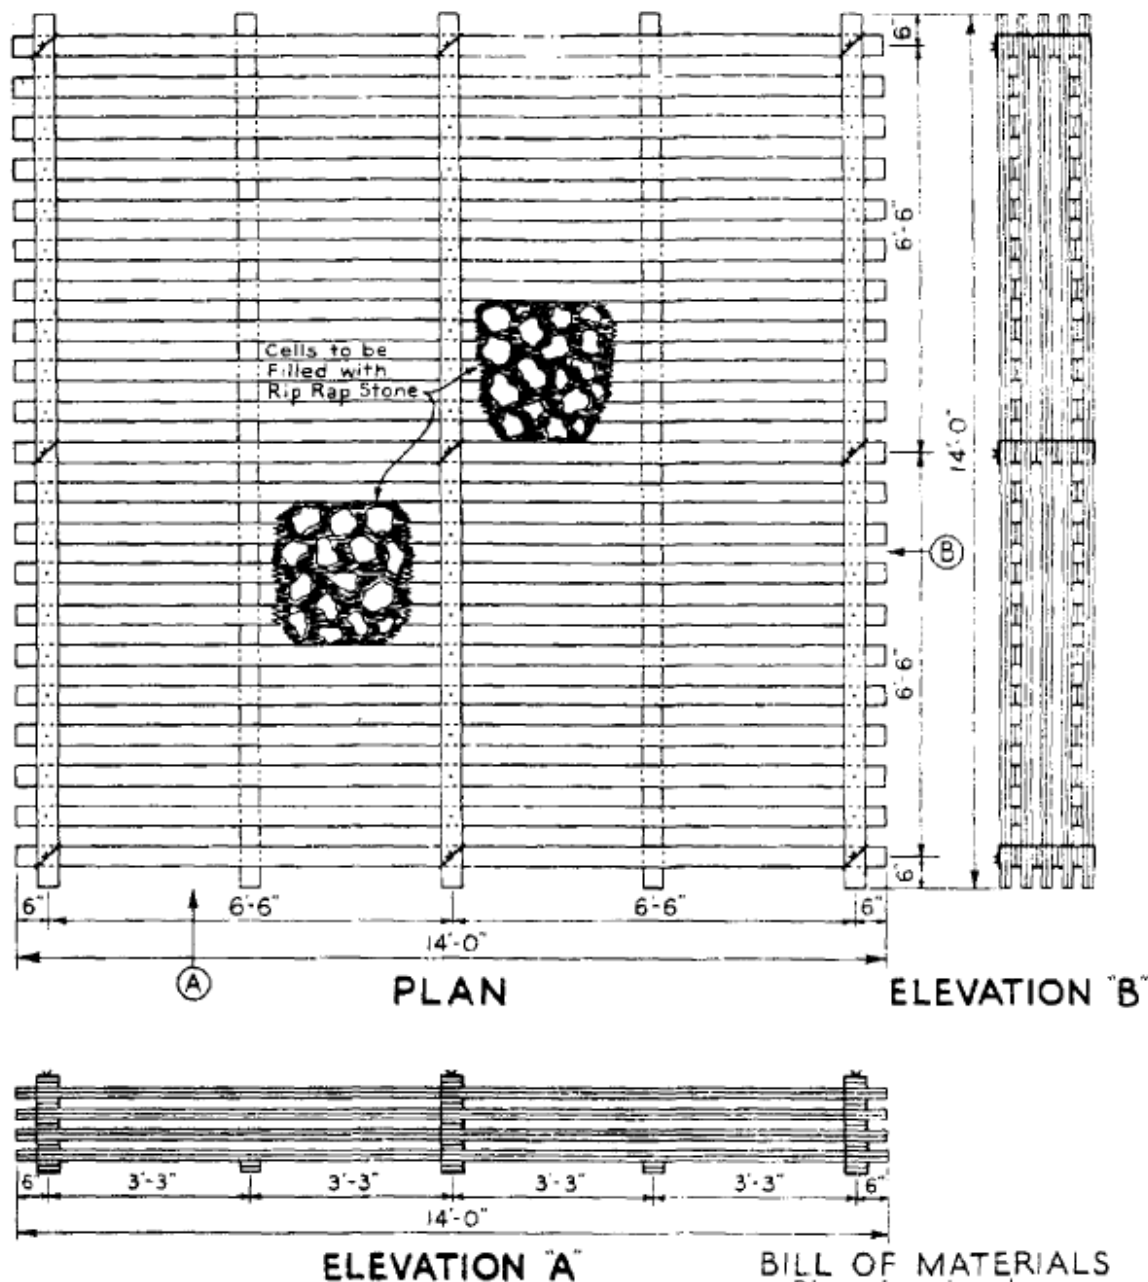 6"
6'-6"
Cells to be
Filled with
Rip Rap Stone
14'-0"
B
6'-6"
6"
6" 6'-6" 6'-6" 6"
14'-0"
A
PLAN
ELEVATION "B"
6" 3'-3" 3'-3" 3'-3" 3'-3" 6"
14'-0"
ELEVATION "A"
BILL OF MATERIALS